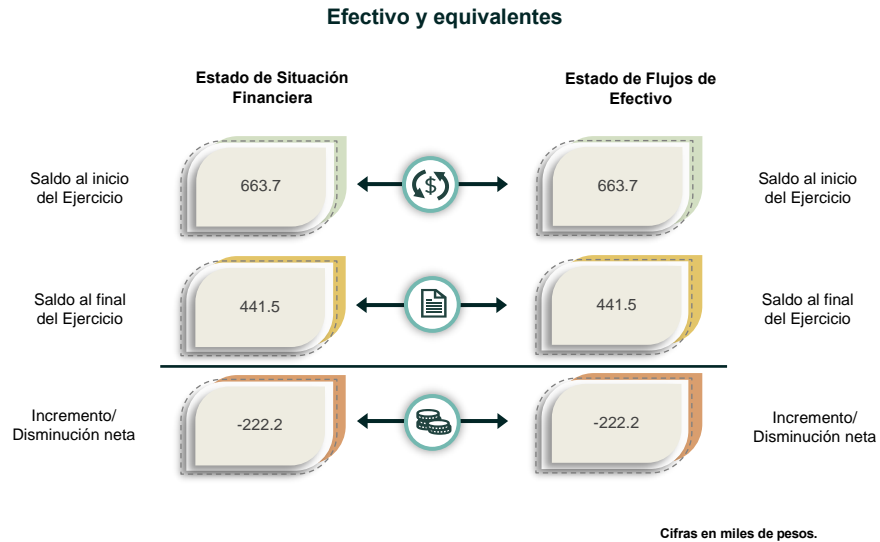 Efectivo y equivalentes
Estado de Situación
Financiera
Estado de Flujos de
Efectivo
Saldo al inicio
del Ejercicio
663.7
$
663.7
Saldo al inicio
del Ejercicio
Saldo al final
del Ejercicio
441.5
441.5
Saldo al final
del Ejercicio
Incremento/
Disminución neta
-222.2
-222.2
Incremento/
Disminución neta
Cifras en miles de pesos.